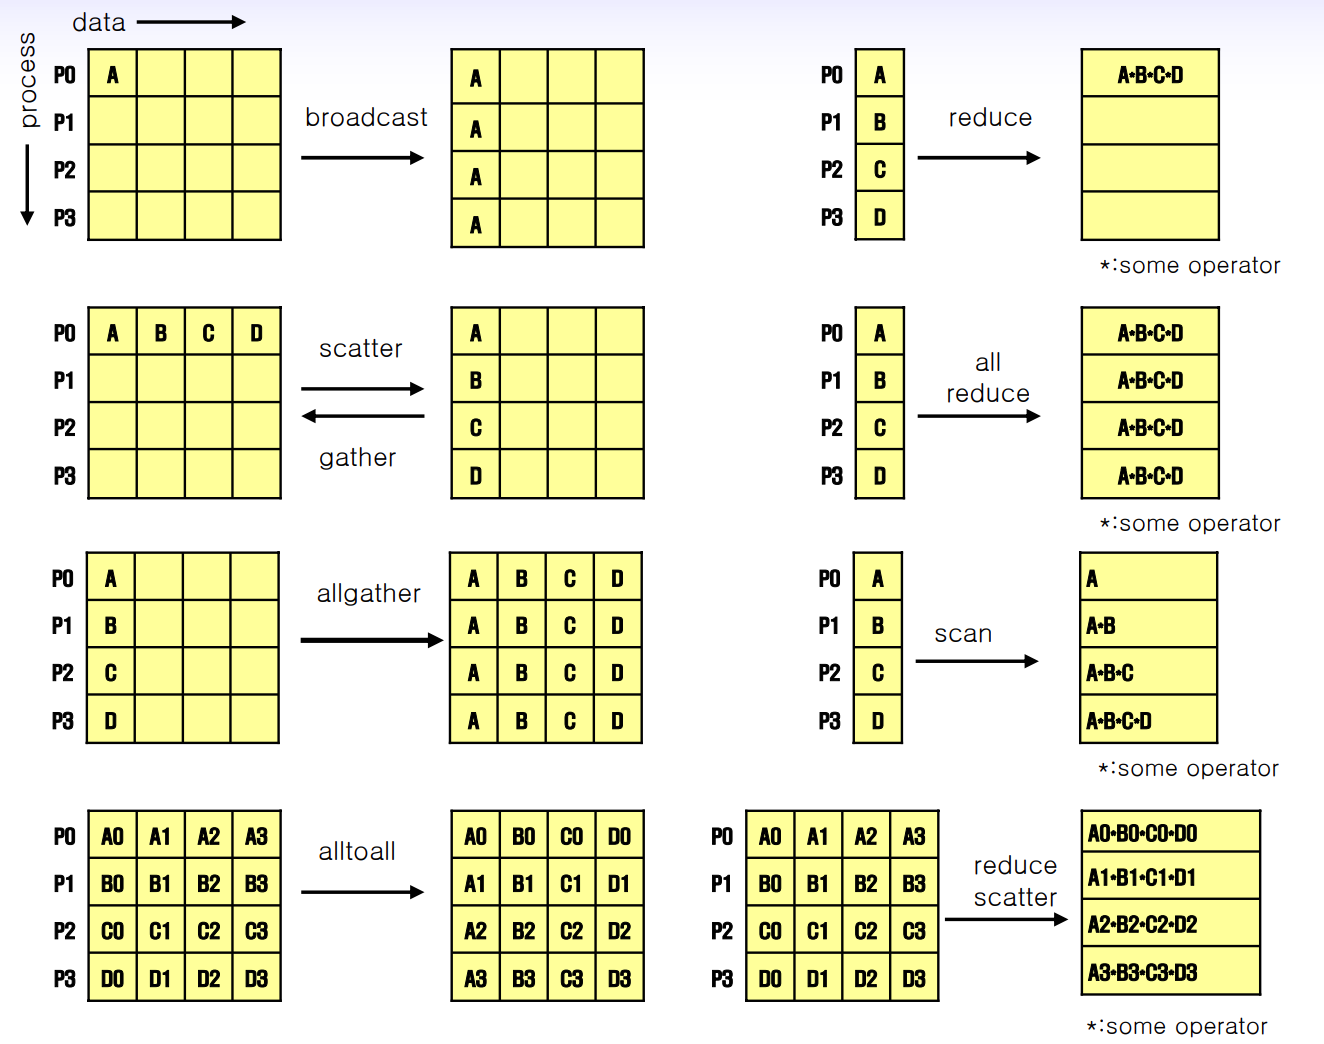 data
process
P0 A
P1
P2
P3
broadcast
A
A
A
A
P0 A
P1 B
P2 C
P3 D
reduce
A*B*C*D
*:some operator
P0 A B C D
P1
P2
P3
scatter
gather
A
B
C
D
P0 A
P1 B
P2 C
P3 D
all
reduce
A*B*C*D
A*B*C*D
A*B*C*D
A*B*C*D
*:some operator
P0 A
P1 B
P2 C
P3 D
allgather
A B C D
A B C D
A B C D
A B C D
P0 A
P1 B
P2 C
P3 D
scan
A
A*B
A*B*C
A*B*C*D
*:some operator
P0 A0 A1 A2 A3
P1 B0 B1 B2 B3
P2 C0 C1 C2 C3
P3 D0 D1 D2 D3
alltoall
A0 B0 C0 D0
A1 B1 C1 D1
A2 B2 C2 D2
A3 B3 C3 D3
P0 A0 A1 A2 A3
P1 B0 B1 B2 B3
P2 C0 C1 C2 C3
P3 D0 D1 D2 D3
reduce
scatter
A0*B0*C0*D0
A1*B1*C1*D1
A2*B2*C2*D2
A3*B3*C3*D3
*:some operator